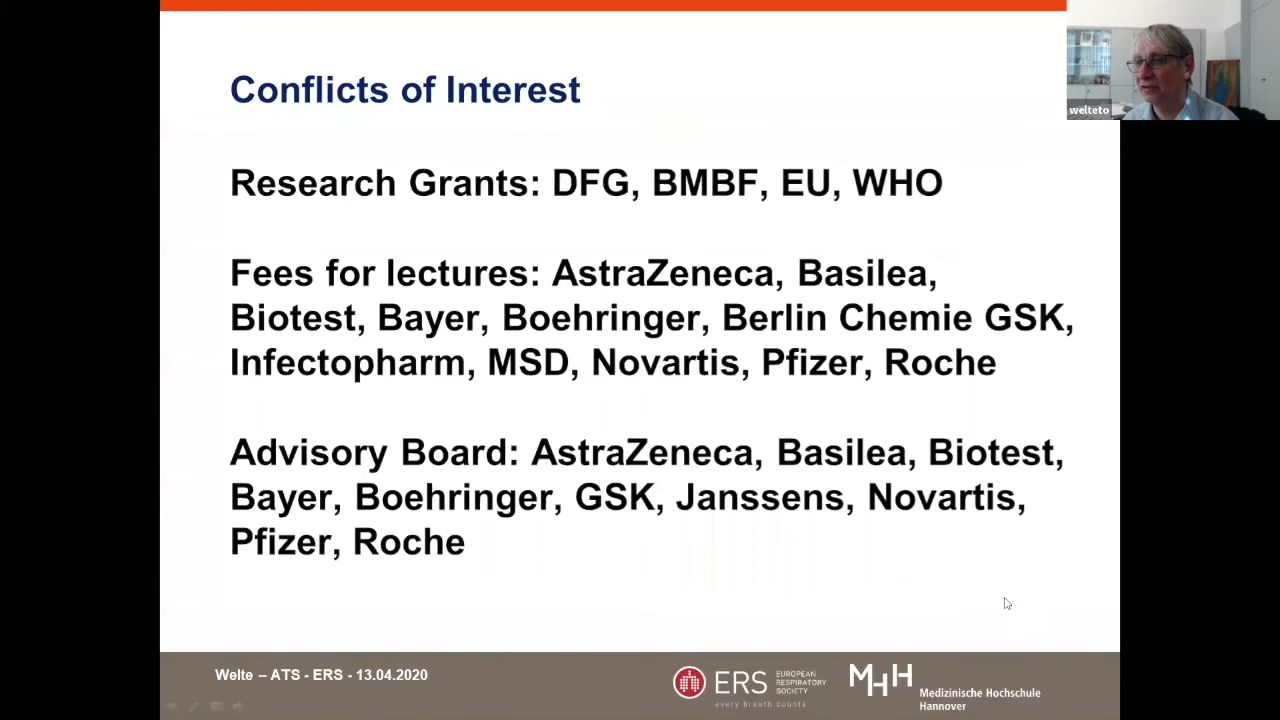 Conflicts of Interest
welteto
Research Grants: DFG, BMBF, EU, WHO
Fees for lectures: AstraZeneca, Basilea,
Biotest, Bayer, Boehringer, Berlin Chemie GSK,
Infectopharm, MSD, Novartis, Pfizer, Roche
Advisory Board: AstraZeneca, Basilea, Biotest,
Bayer, Boehringer, GSK, Janssens, Novartis,
Pfizer, Roche
Welte – ATS - ERS - 13.04.2020
ERS
EUROPEAN
RESPIRATORY
SOCIETY
every breath counts
MHH
Medizinische Hochschule
Hannover